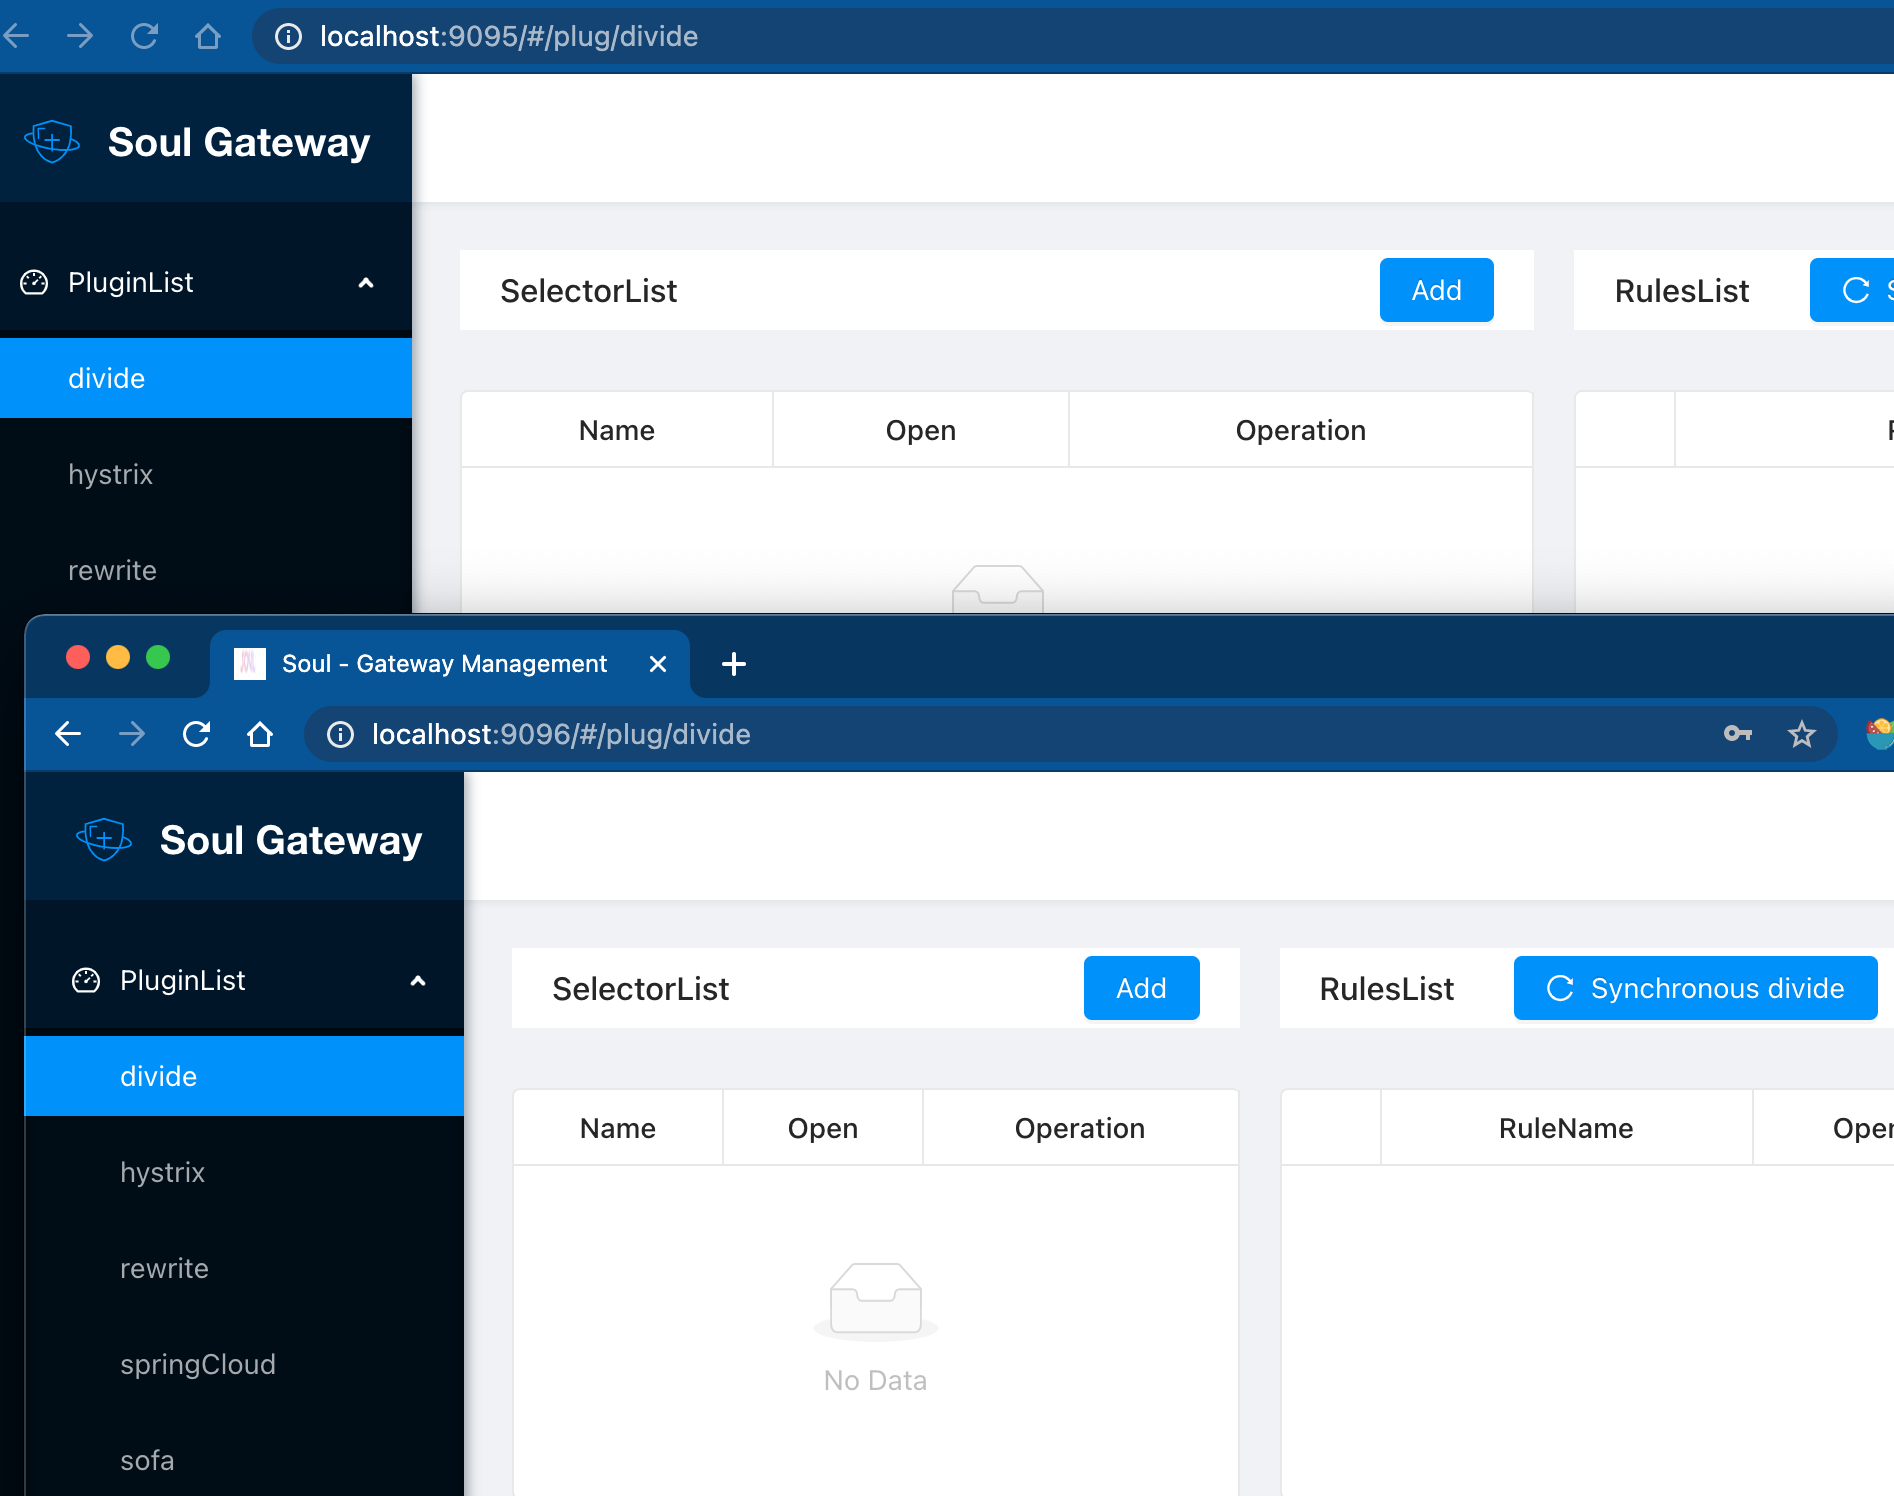 localhost:9095/#/plug/divide
Soul Gateway
PluginList
divide
hystrix
rewrite
SelectorList
Add
RulesList
Name
Open
Operation
Soul - Gateway Management
localhost:9096/#/plug/divide
Soul Gateway
PluginList
divide
hystrix
rewrite
springCloud
sofa
SelectorList
Add
RulesList
Synchronous divide
Name
Open
Operation
RuleName
No Data